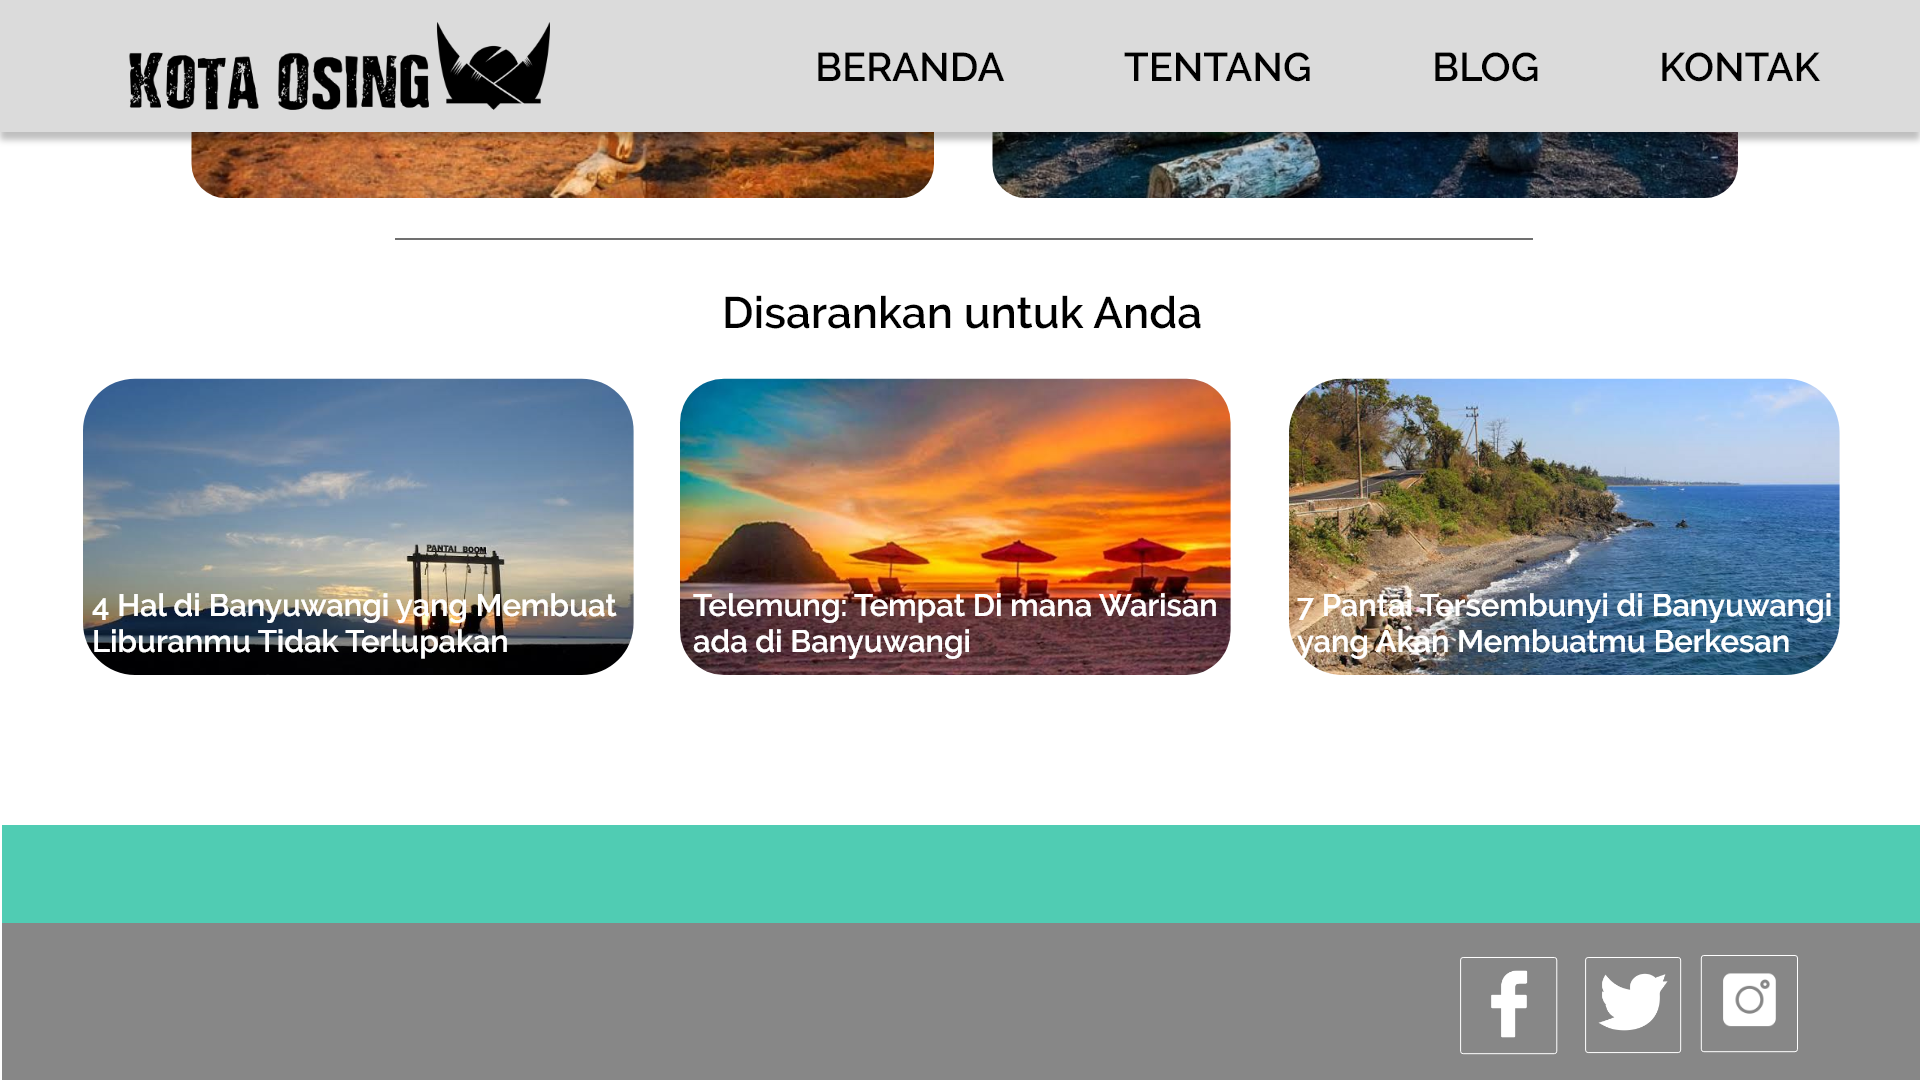 KOTA OSING
BERANDA
TENTANG
BLOG
KONTAK
Disarankan untuk Anda
PANTAI BOOM
4 Hal di Banyuwangi yang Membuat
Liburanmu Tidak Terlupakan
Telemung: Tempat Di mana Warisan
ada di Banyuwangi
7 Pantai Tersembunyi di Banyuwangi
yang Akan Membuatmu Berkesan